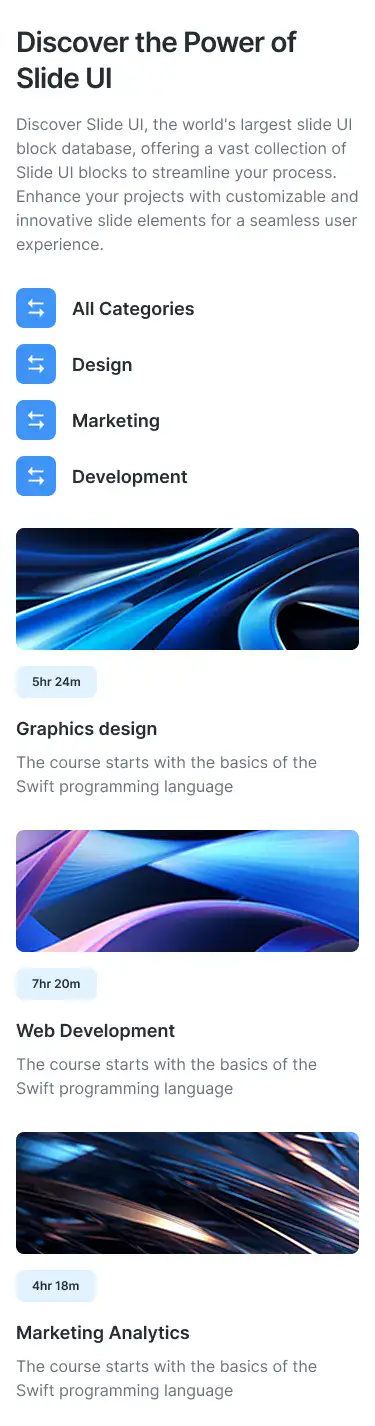 Discover the Power of
Slide UI
Discover Slide UI, the world's largest slide UI
block database, offering a vast collection of
Slide UI blocks to streamline your process.
Enhance your projects with customizable and
innovative slide elements for a seamless user
experience.
All Categories
Design
Marketing
Development
5hr 24m
Graphics design
The course starts with the basics of the
Swift programming language
7hr 20m
Web Development
The course starts with the basics of the
Swift programming language
4hr 18m
Marketing Analytics
The course starts with the basics of the
Swift programming language